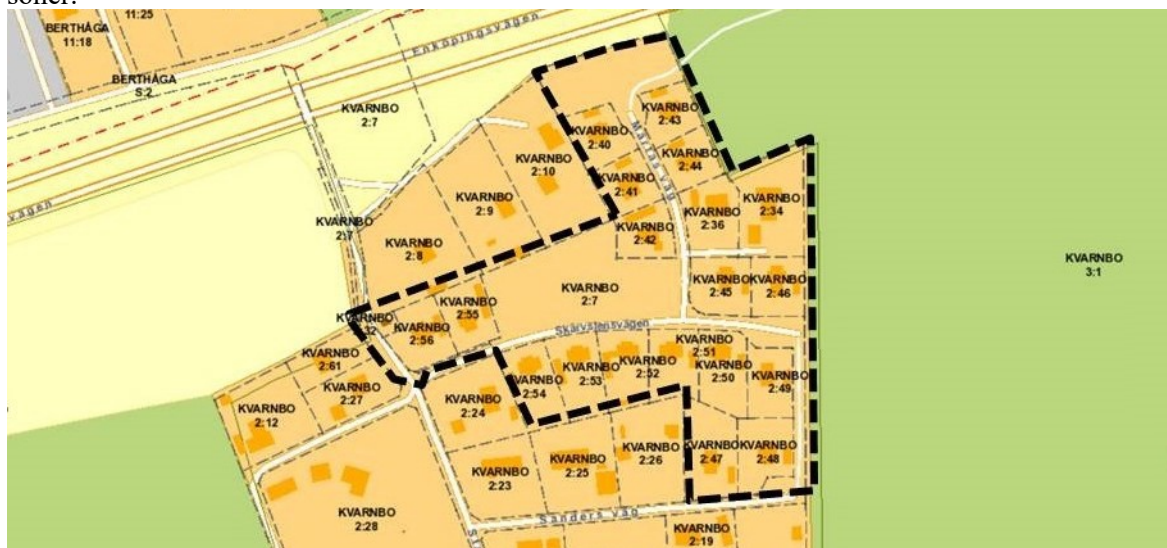 11:25
BERTHÅGA
11:18
Enköpingsvägen
BERTHÅGA
S:2
KVARNBO
2:7
KVARNBO
2:40
KVARNBO
2:43
Märtas väg
KVARNBO
2:44
KVARNBO
2:10
KVARNBO
2:41
KVARNBO
2:9
vägen
KVARNBO
2:7
KVARNBO
2:36
KVARNBO
2:34
KVARNBO
2:42
KVARNBO
2:8
KVARNBO
3:1
KVARNBO
2:45
KVARNBO
2:46
KVARNBO
2:7
KVARNBO
2:55
KVARNBO
2:32
KVARNBO
2:56
Skärvstensvägen
KVARNBO
2:61
KVARNBO
2:51
KVARNBO
2:52
KVARNBO
2:53
KVARNBO
2:50
KVARNBO
2:49
KVARNBO
2:54
KVARNBO
2:27
KVARNBO
2:24
KVARNBO
2:12
KVARNBO
2:47
KVARNBO
2:48
KVARNBO
2:26
KVARNBO
2:25
KVARNBO
2:23
KVARNBO
2:28
Sanders väg
KVARNBO
2:19